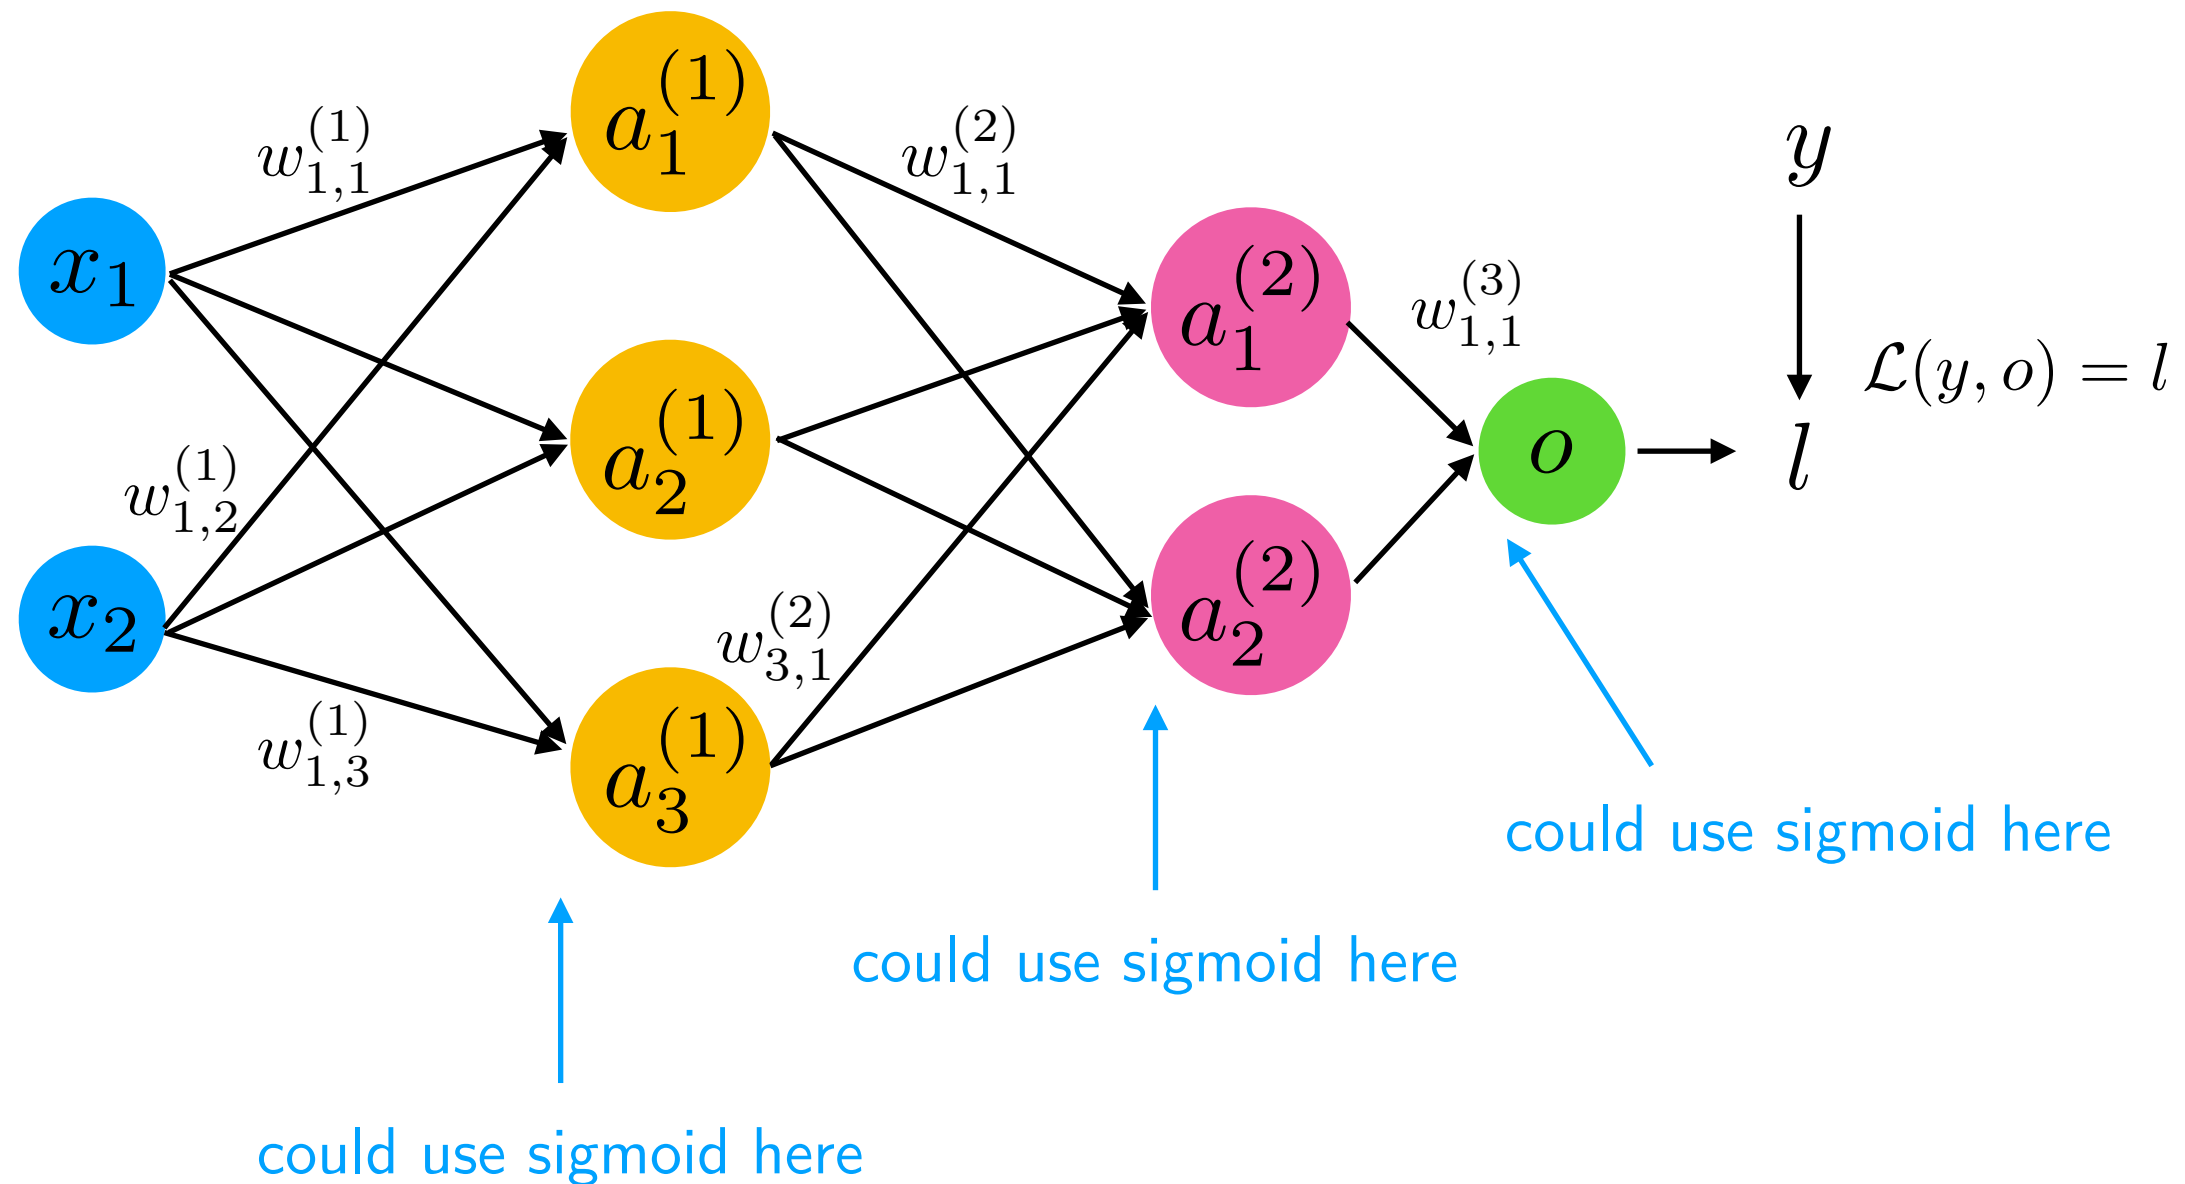 x_1
x_2
w_{1,1}^{(1)}
w_{1,2}^{(1)}
w_{1,3}^{(1)}
a_1^{(1)}
a_2^{(1)}
a_3^{(1)}
w_{1,1}^{(2)}
w_{3,1}^{(2)}
a_1^{(2)}
a_2^{(2)}
w_{1,1}^{(3)}
o
y
\mathcal{L}(y, o) = l
l
could use sigmoid here
could use sigmoid here
could use sigmoid here